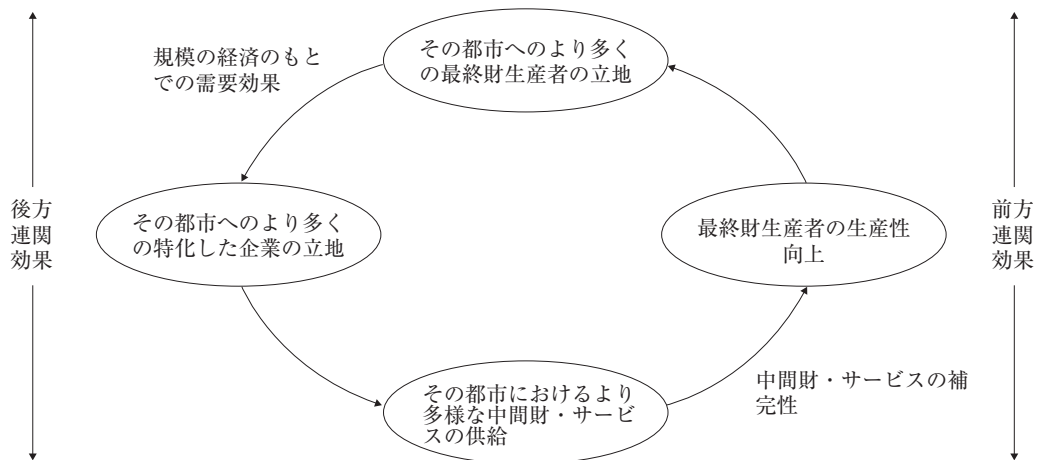 その都市へのより多く
の最終財生産者の立地
規模の経済のもと
での需要効果
後方
連関
効果
その都市へのより多く
の特化した企業の立地
最終財生産者の生産性
向上
前方
連関
効果
その都市におけるより
多様な中間財・サービ
スの供給
中間財・サービスの補
完性